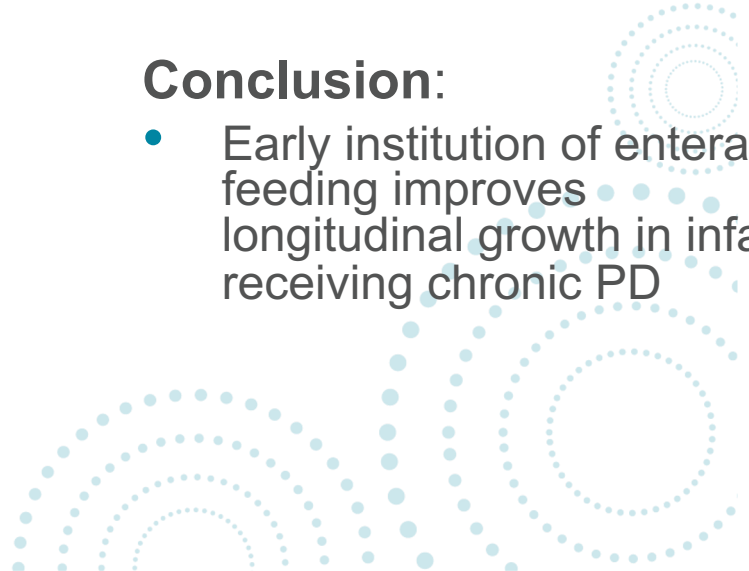 Conclusion:
• Early institution of entera
feeding improves
longitudinal growth in infa
receiving chronic PD